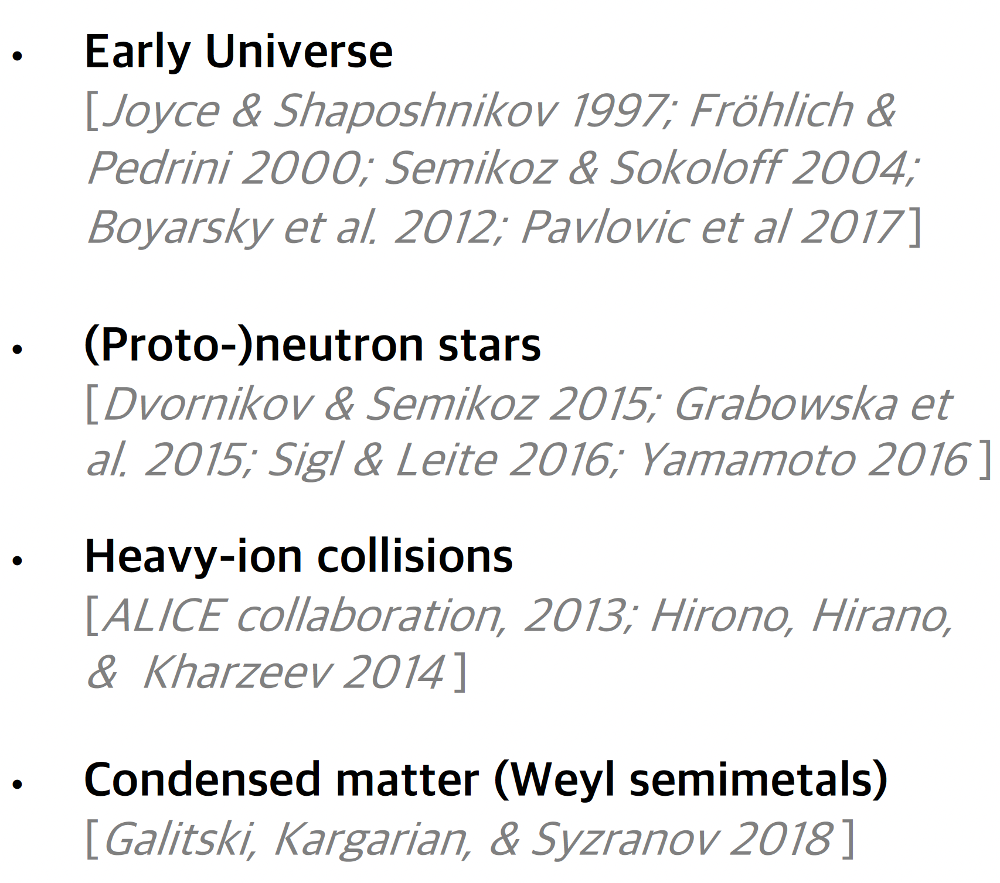 • Early Universe
[Joyce & Shaposhnikov 1997; Fröhlich &
Pedrini 2000; Semikoz & Sokoloff 2004;
Boyarsky et al. 2012; Pavlovic et al 2017]
• (Proto-)neutron stars
[Dvornikov & Semikoz 2015; Grabowska et
al. 2015; Sigl & Leite 2016; Yamamoto 2016]
• Heavy-ion collisions
[ALICE collaboration, 2013; Hirono, Hirano,
& Kharzeev 2014]
• Condensed matter (Weyl semimetals)
[Galitski, Kargarian, & Syzranov 2018]